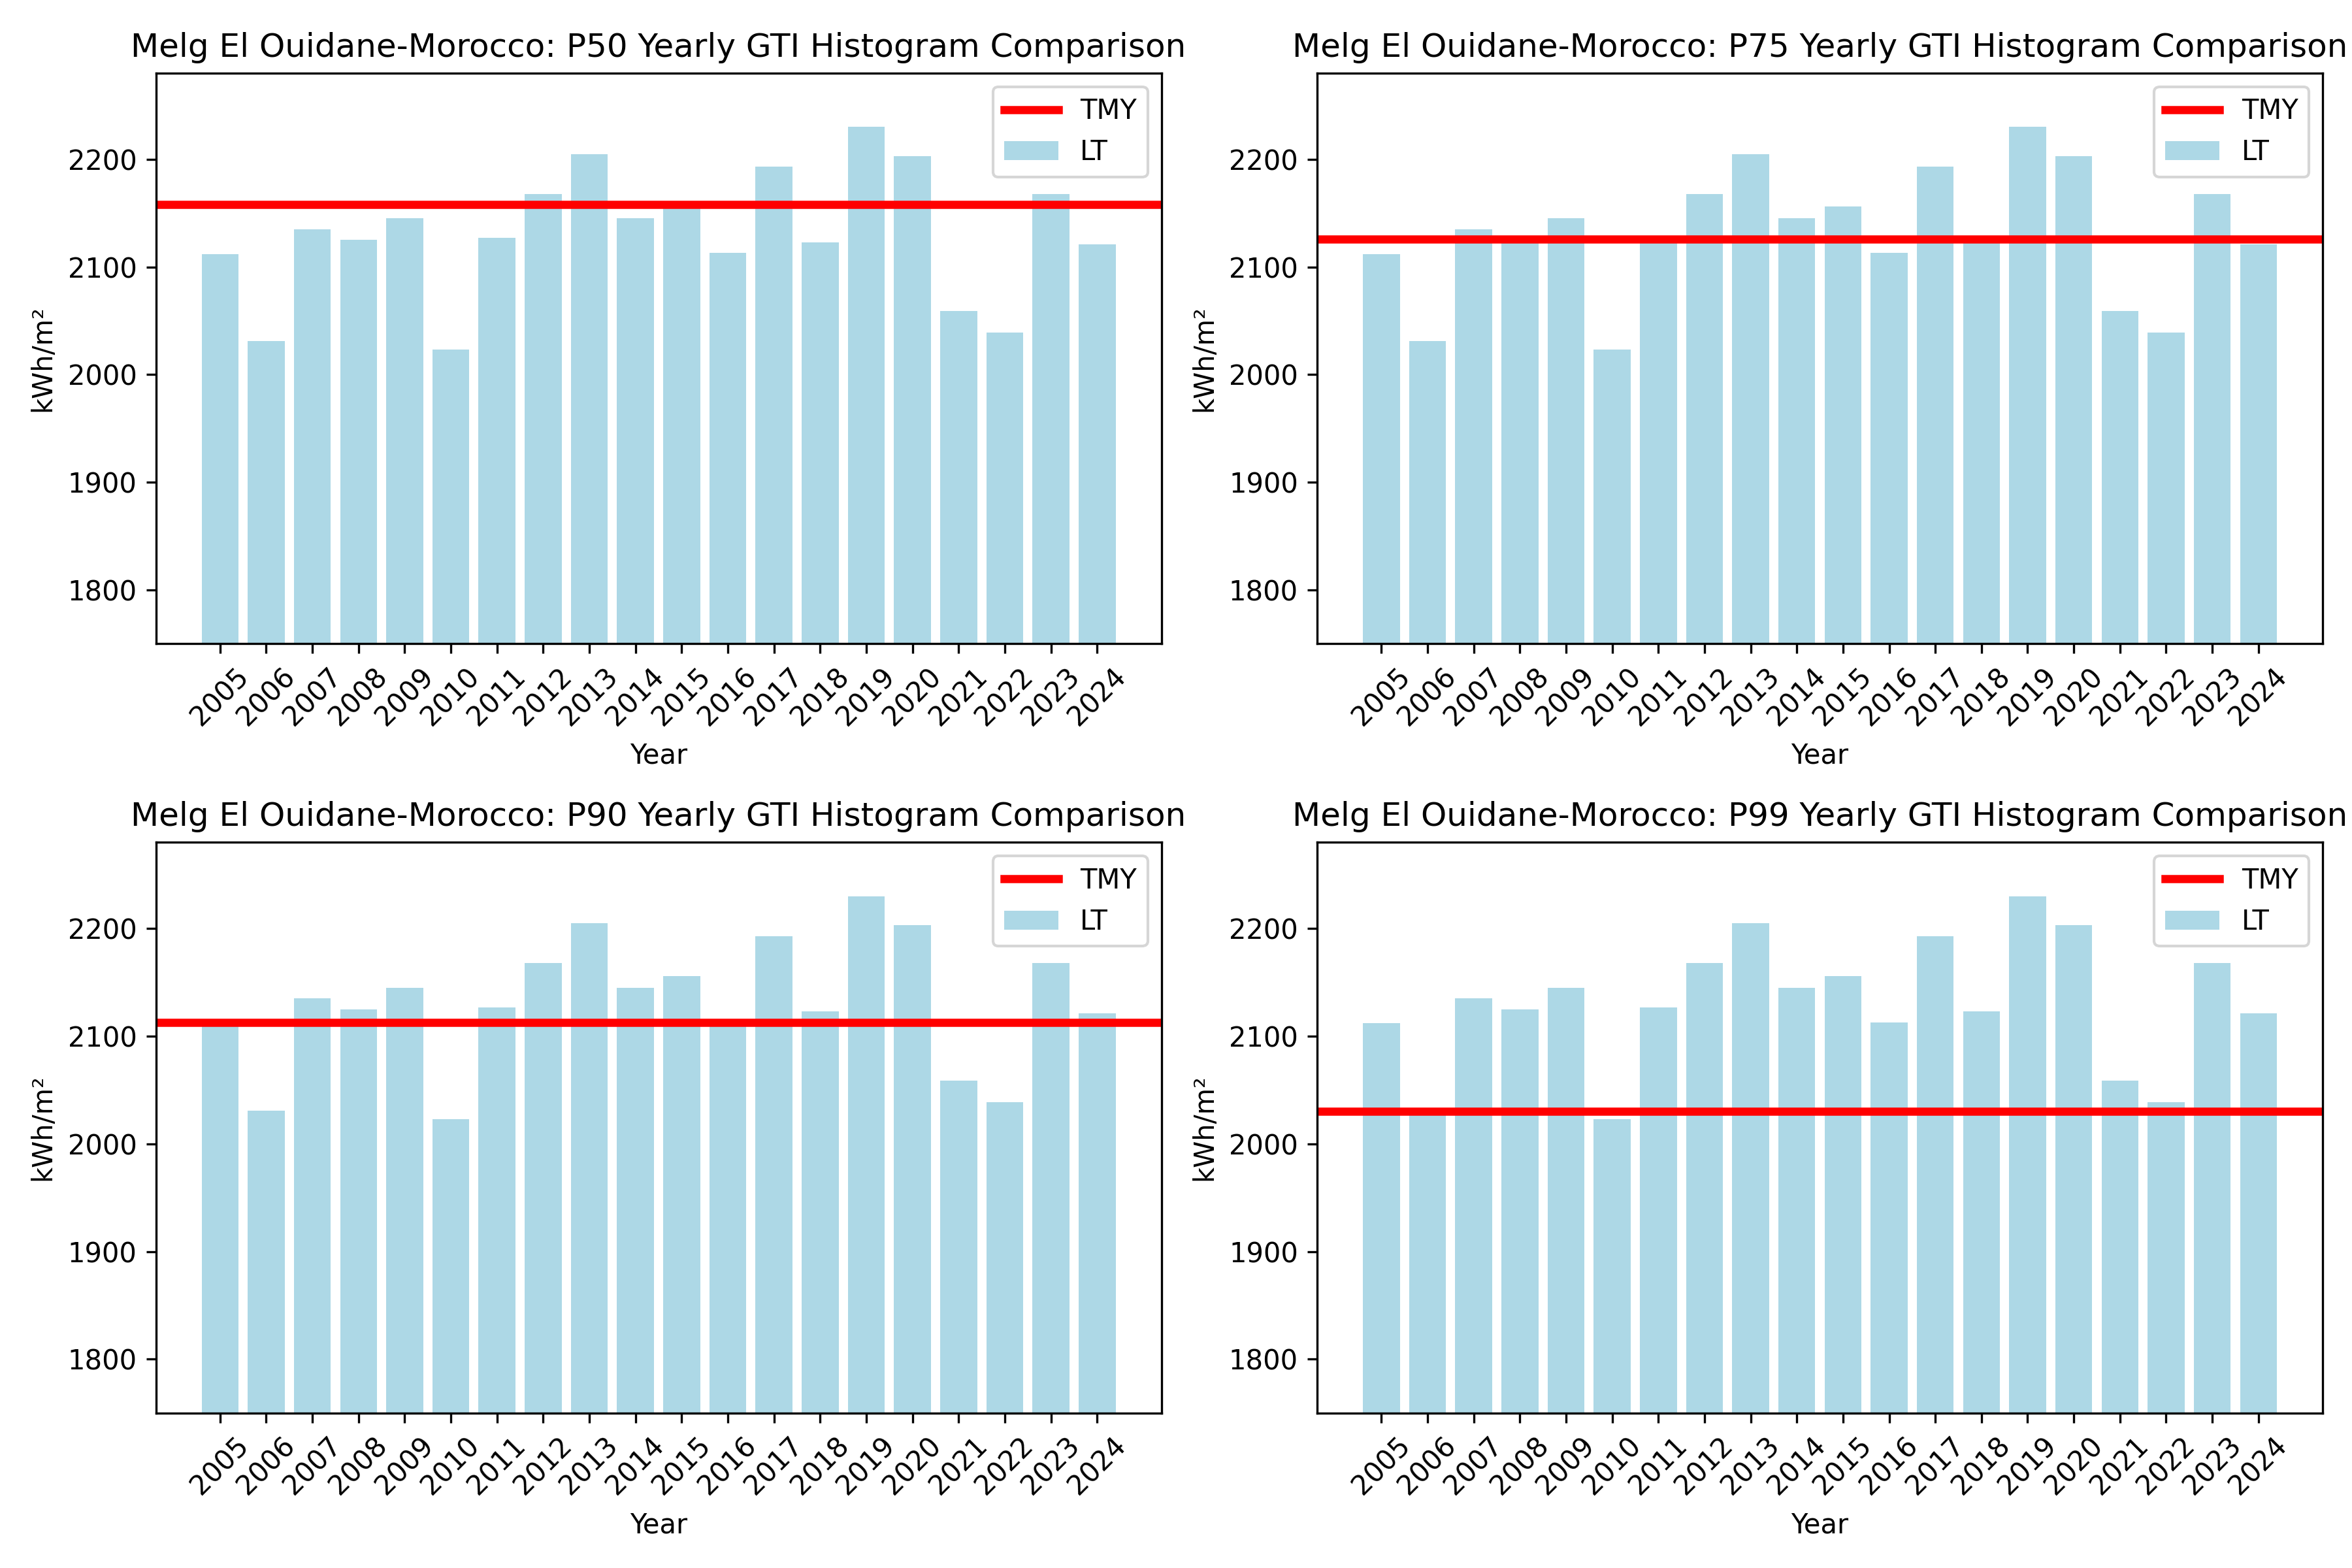 Melg El Ouidane-Morocco: P50 Yearly GTI Histogram Comparison
TMY
LT
2200
2100
2000
1900
1800
kWh/m²
2005 2006 2007 2008 2009 2010 2011 2012 2013 2014 2015 2016 2017 2018 2019 2020 2021 2022 2023 2024
Year
Melg El Ouidane-Morocco: P75 Yearly GTI Histogram Comparison
TMY
LT
2200
2100
2000
1900
1800
kWh/m²
2005 2006 2007 2008 2009 2010 2011 2012 2013 2014 2015 2016 2017 2018 2019 2020 2021 2022 2023 2024
Year
Melg El Ouidane-Morocco: P90 Yearly GTI Histogram Comparison
TMY
LT
2200
2100
2000
1900
1800
kWh/m²
2005 2006 2007 2008 2009 2010 2011 2012 2013 2014 2015 2016 2017 2018 2019 2020 2021 2022 2023 2024
Year
Melg El Ouidane-Morocco: P99 Yearly GTI Histogram Comparison
TMY
LT
2200
2100
2000
1900
1800
kWh/m²
2005 2006 2007 2008 2009 2010 2011 2012 2013 2014 2015 2016 2017 2018 2019 2020 2021 2022 2023 2024
Year